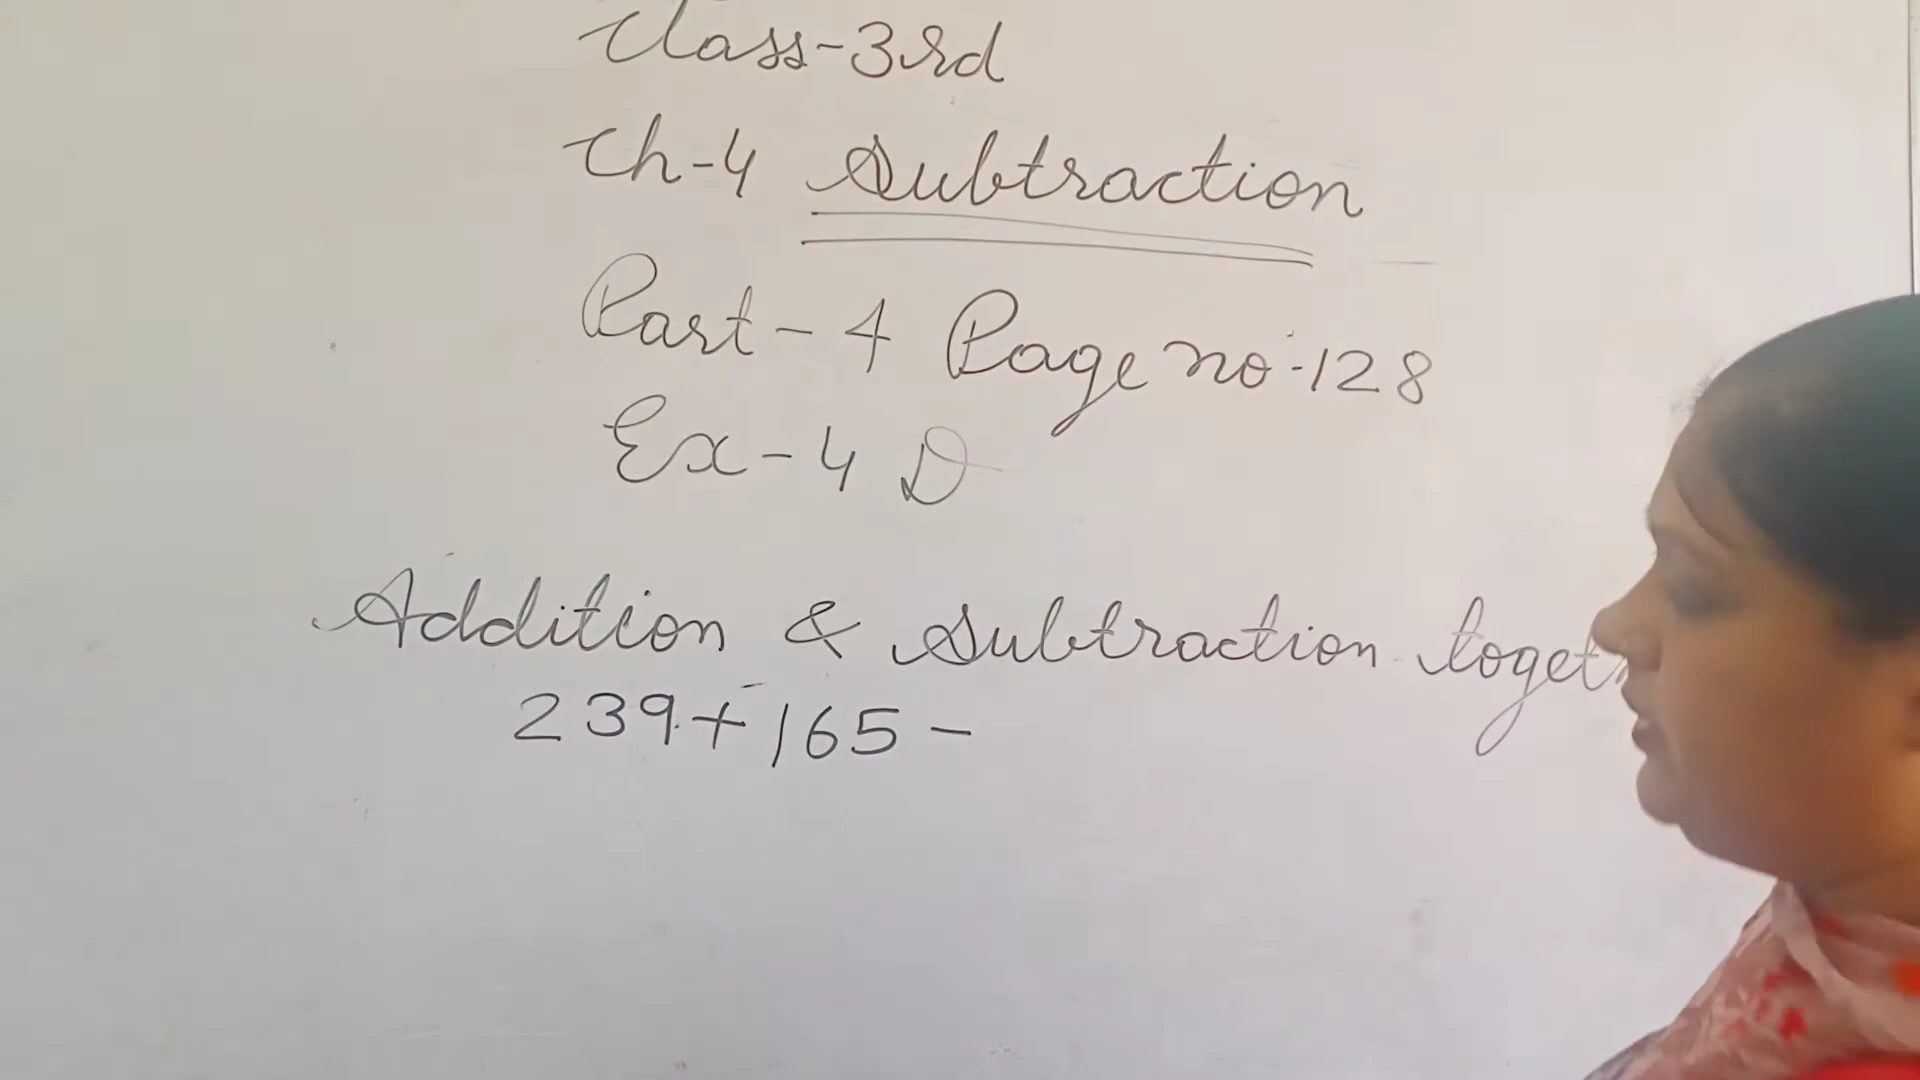 Class-3rd
Ch-4 Subtraction
Part-4 Page no.-128
Ex-4 D
Addition & Subtraction toget
239+165-